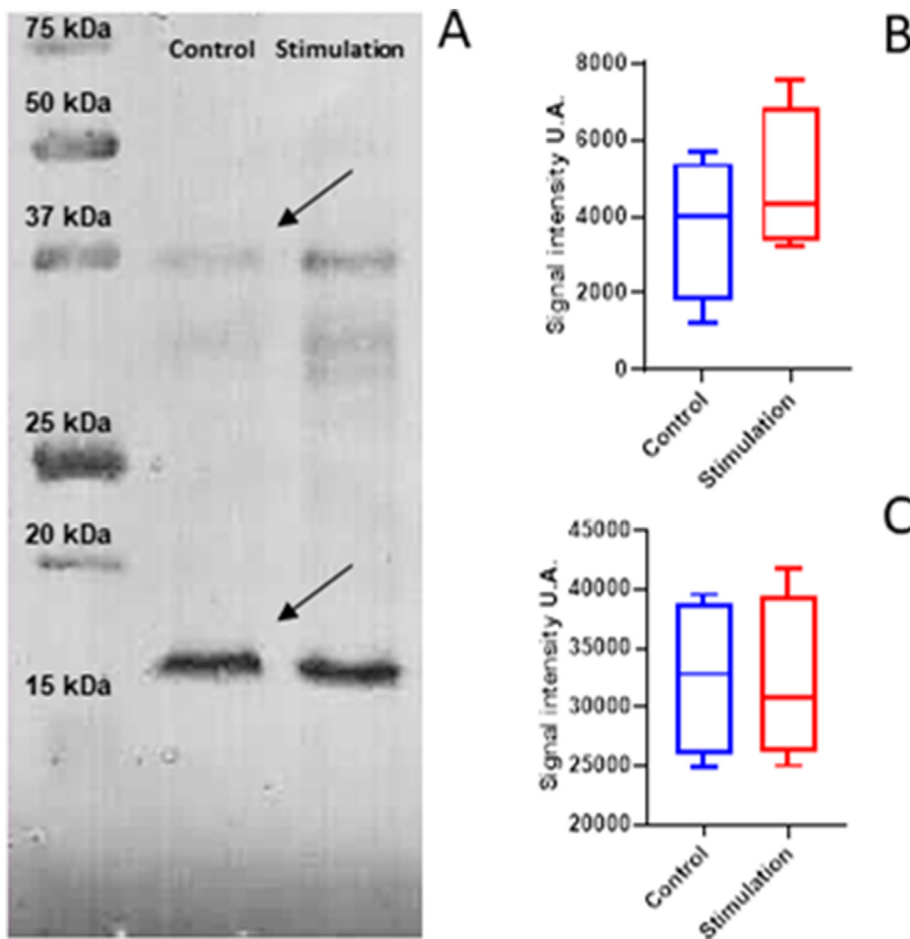 A
75 kDa
Control Stimulation
50 kDa
37 kDa
25 kDa
20 kDa
15 kDa
B
Signal intensity U.A.
8000
6000
4000
2000
0
Control
Stimulation
C
Signal intensity U.A.
45000
40000
35000
30000
25000
20000
Control
Stimulation